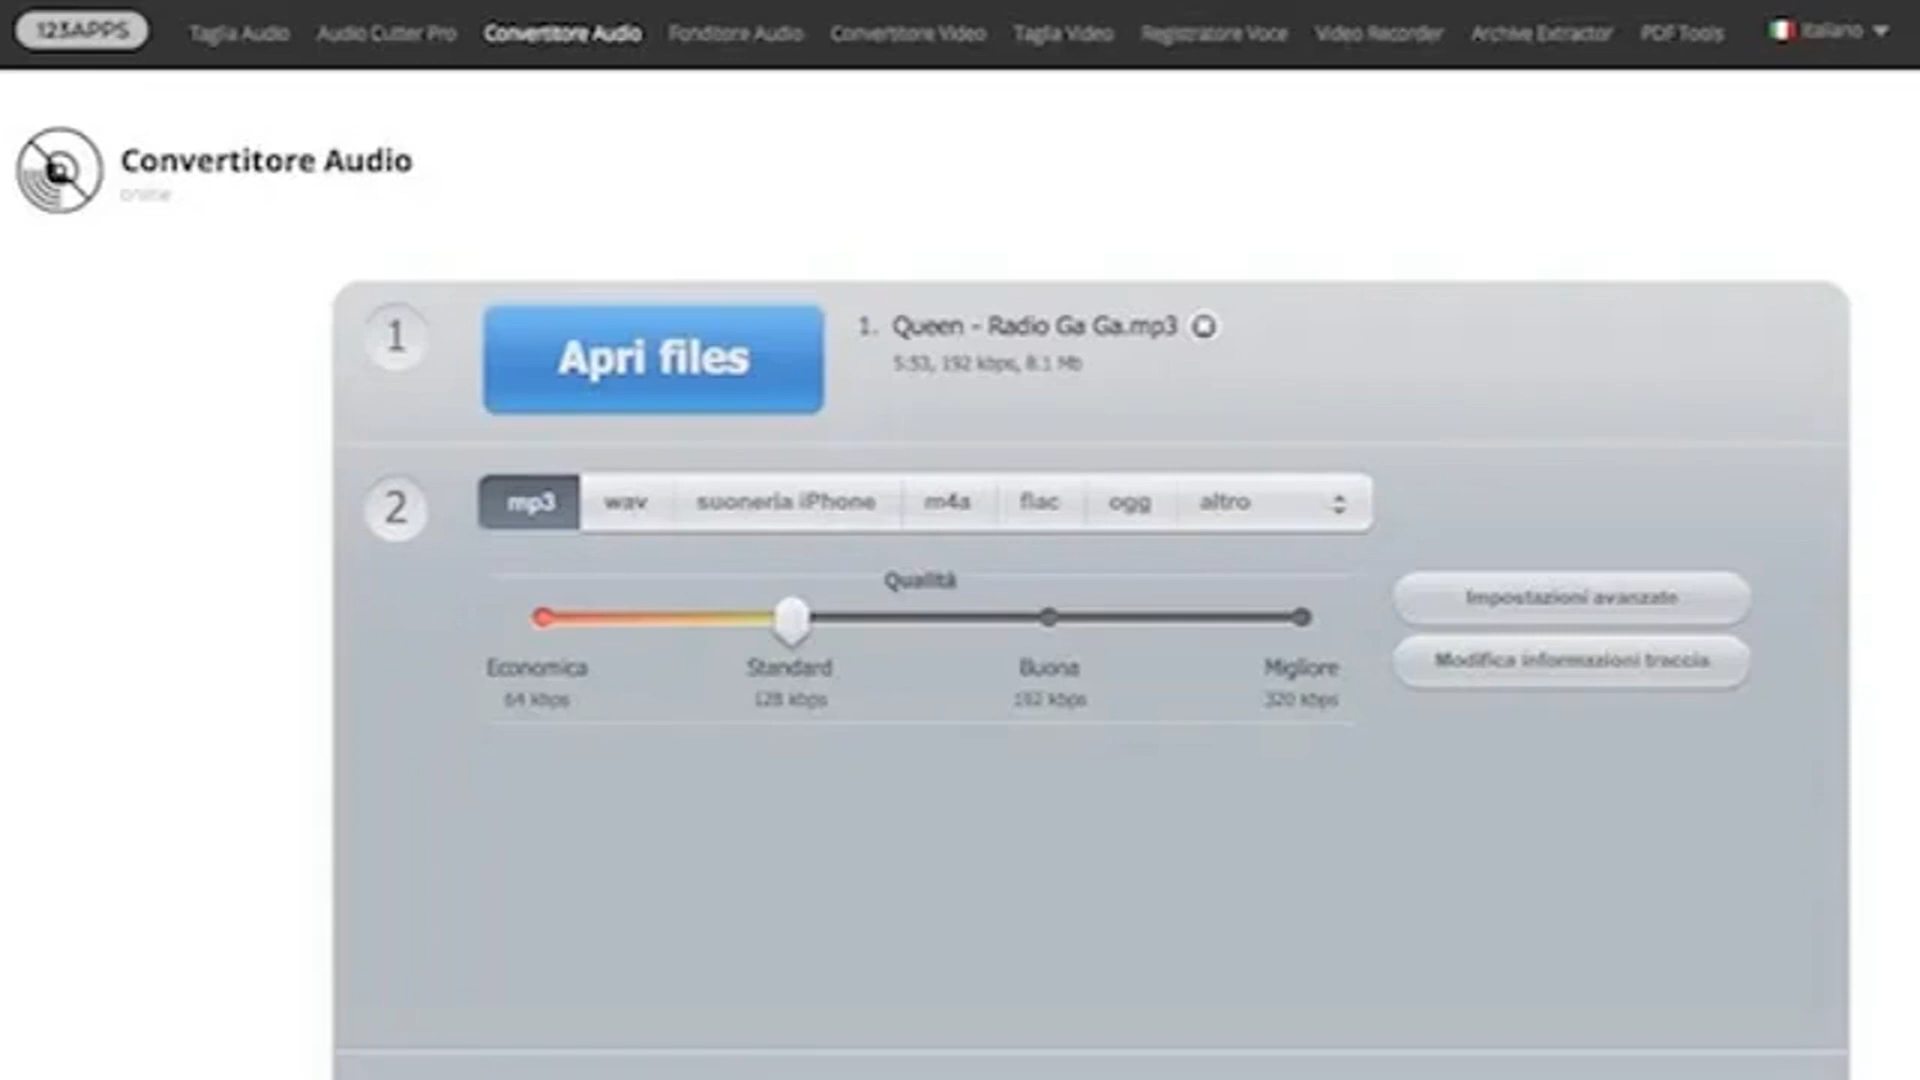 123APPS
Taglia Audio Audio Cutter Pro Convertitore Audio Fonditore Audio Convertitore Video Taglia Video Registratore Voce Video Recorder Archive Extractor PDF Tools Italiano
Convertitore Audio
online
1
Apri files
1. Queen - Radio Ga Ga.mp3
5:53, 192 kbps, 8.1 Mb
2
mp3 wav suoneria iPhone m4a flac ogg altro
Qualità
Impostazioni avanzate
Economica Standard Buona Migliore
Modifica informazioni traccia
64 kbps 128 kbps 192 kbps 320 kbps